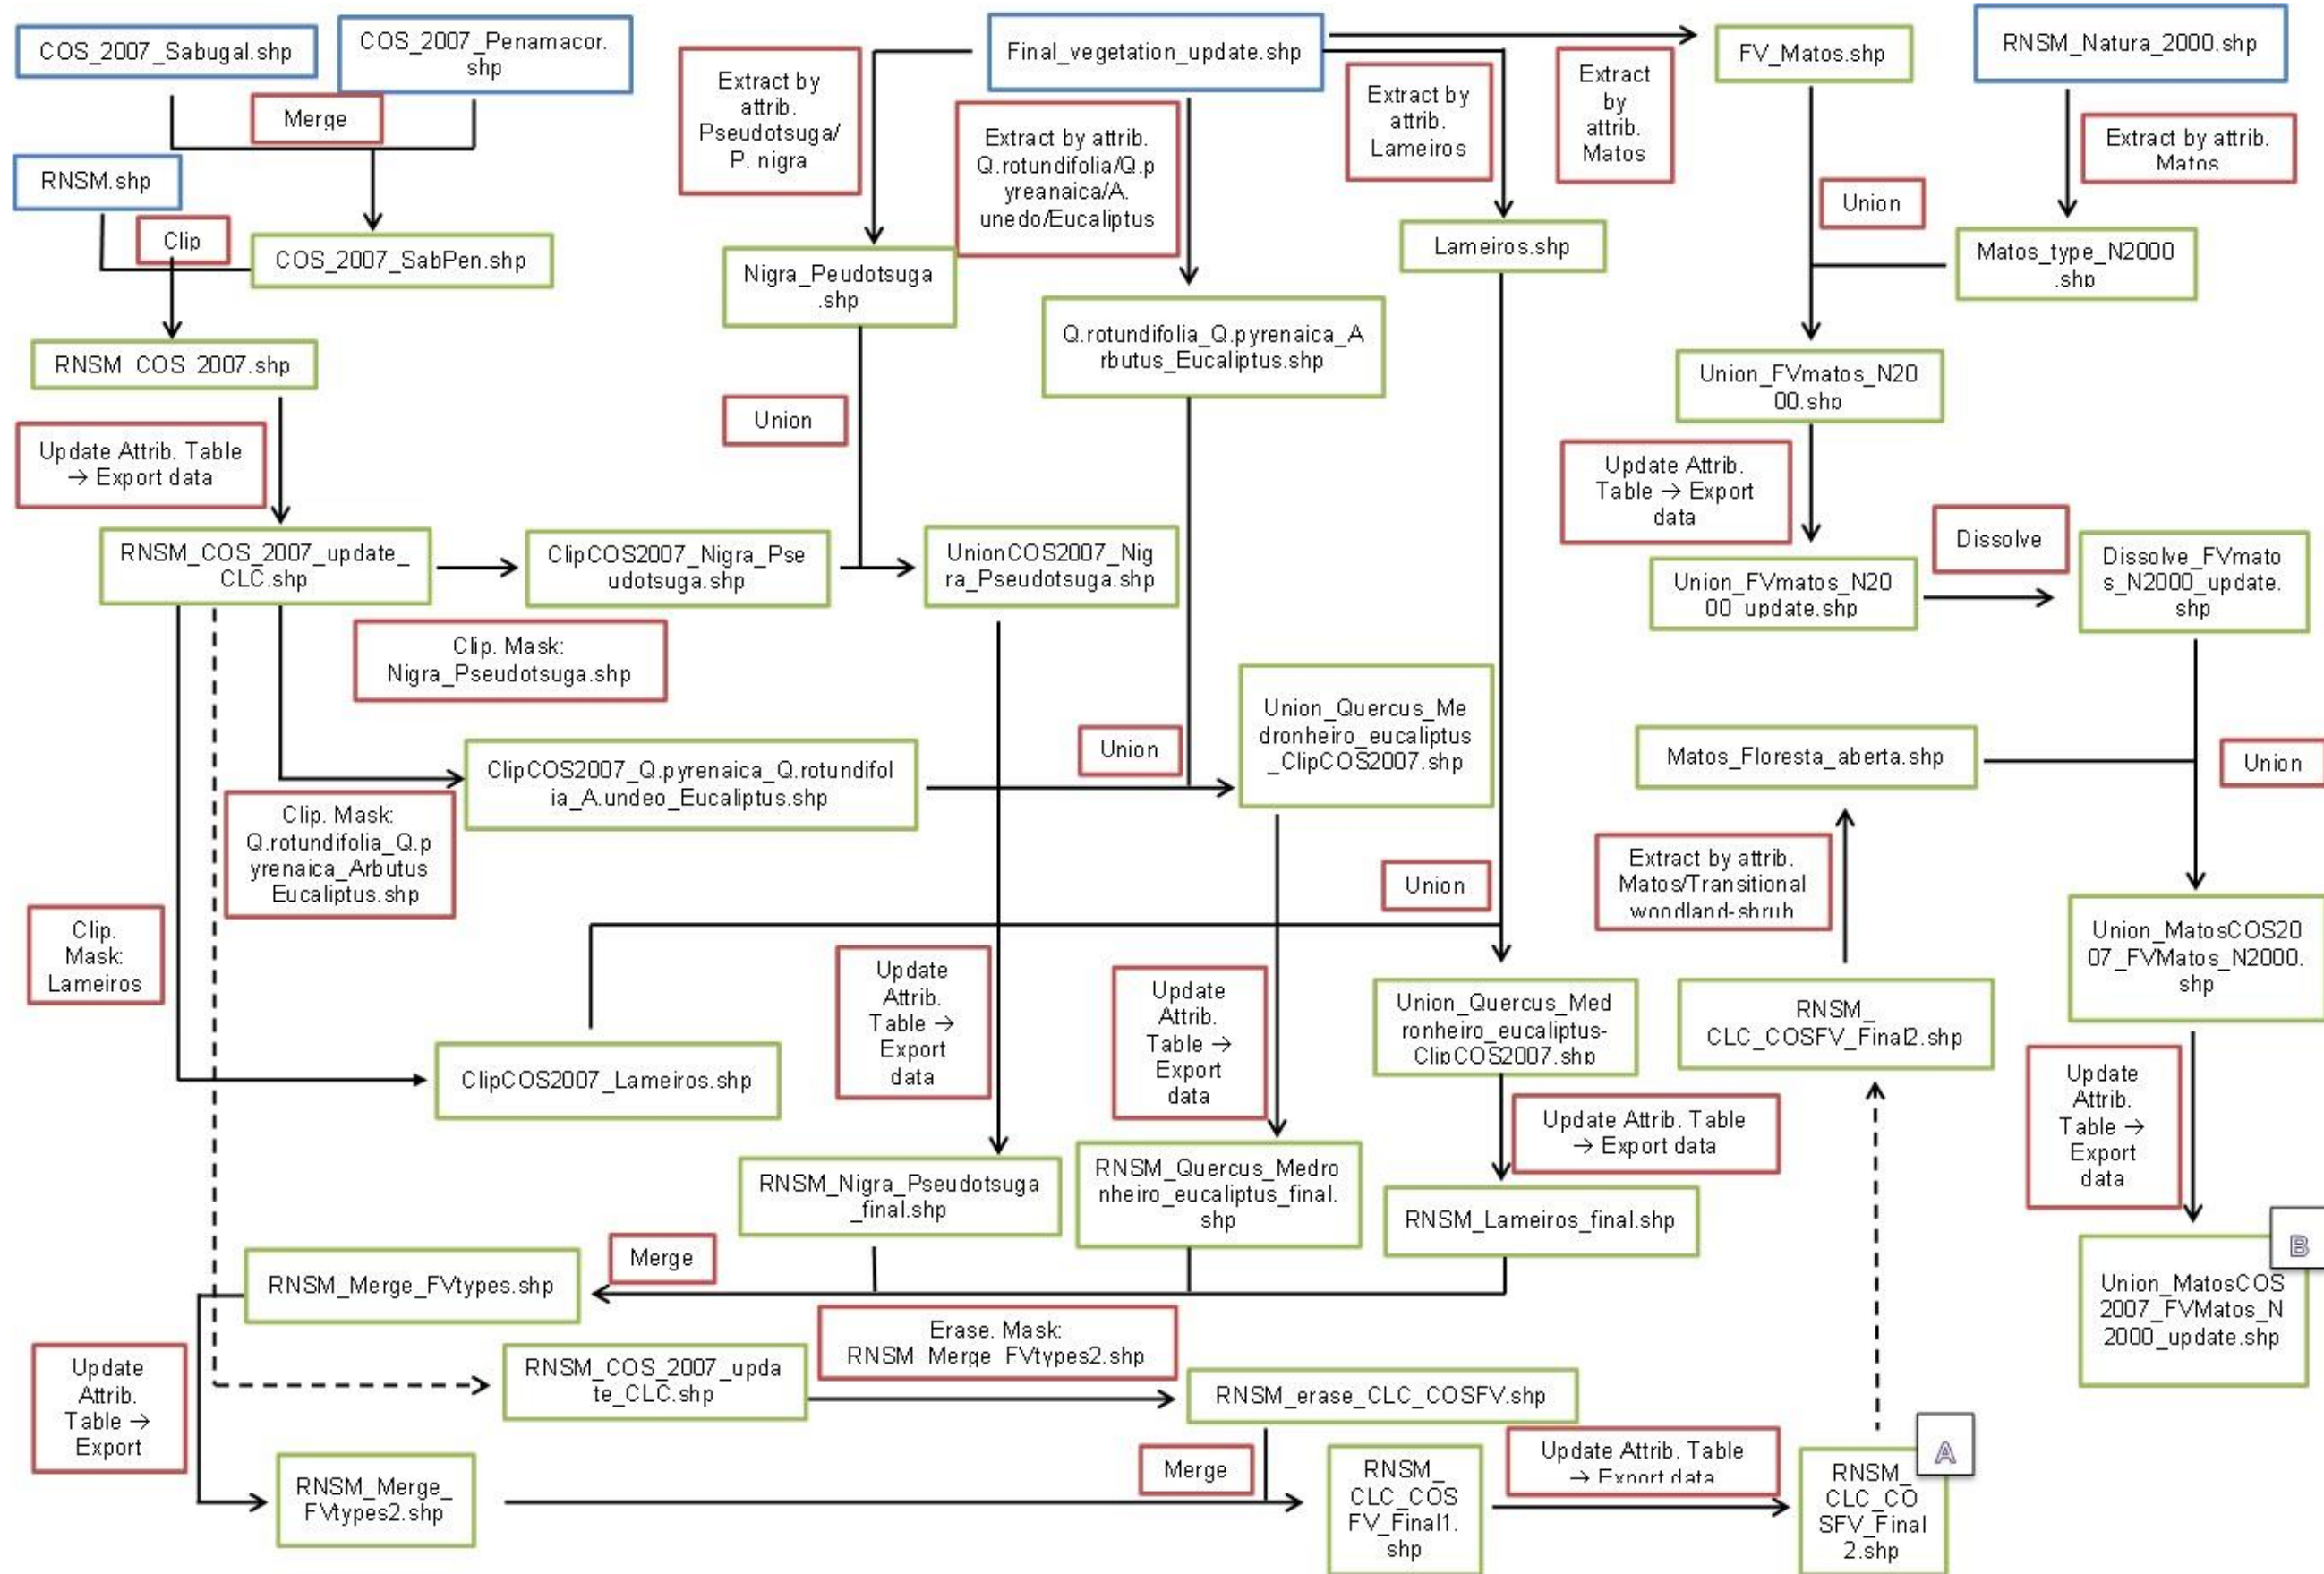 COS_2007_Sabugal.shp
COS_2007_Penamacor.
shp
Merge
RNSM.shp
Clip
COS_2007_SabPen.shp
RNSM_COS_2007.shp
Update Attrib. Table
→ Export data
RNSM_COS_2007_update_
CLC.shp
Final_vegetation_update.shp
Extract by
attrib.
Pseudotsuga/
P. nigra
Extract by attrib.
Q.rotundifolia/Q.p
yreanaica/A.
unedo/Eucaliptus
Extract by
attrib.
Lameiros
Extract
by
attrib.
Matos
FV_Matos.shp
RNSM_Natura_2000.shp
Extract by attrib.
Matos
Union
Matos_type_N2000
.shp
Nigra_Peudotsuga
.shp
Q.rotundifolia_Q.pyrenaica_A
rbutus_Eucaliptus.shp
Lameiros.shp
Union_FVmatos_N20
00.shp
Union
Update Attrib.
Table → Export
data
Dissolve
Union_FVmatos_N20
00_update.shp
Dissolve_FVmato
s_N2000_update.
shp
ClipCOS2007_Nigra_Pse
udotsuga.shp
UnionCOS2007_Nig
ra_Pseudotsuga.shp
Clip. Mask:
Nigra_Pseudotsuga.shp
ClipCOS2007_Q.pyrenaica_Q.rotundifol
ia_A.undeo_Eucaliptus.shp
Union
Union_Quercus_Me
dronheiro_eucaliptus
_ClipCOS2007.shp
Matos_Floresta_aberta.shp
Union
Clip. Mask:
Q.rotundifolia_Q.p
yrenaica_Arbutus
Eucaliptus.shp
Clip.
Mask:
Lameiros
Union
Extract by attrib.
Matos/Transitional
woodland-shrub
Union_MatosCOS20
07_FVMatos_N2000.
shp
Update
Attrib.
Table →
Export
data
Update
Attrib.
Table →
Export
data
Union_Quercus_Med
ronheiro_eucaliptus-
ClipCOS2007.shp
RNSM_
CLC_COSFV_Final2.shp
ClipCOS2007_Lameiros.shp
Update Attrib. Table
→ Export data
Update
Attrib.
Table →
Export
data
RNSM_Nigra_Pseudotsuga
_final.shp
RNSM_Quercus_Medro
nheiro_eucaliptus_final.
shp
RNSM_Lameiros_final.shp
B
Union_MatosCOS
2007_FVMatos_N
2000_update.shp
RNSM_Merge_FVtypes.shp
Merge
Update
Attrib.
Table →
Export
RNSM_COS_2007_upda
te_CLC.shp
Erase. Mask:
RNSM_Merge_FVtypes2.shp
RNSM_erase_CLC_COSFV.shp
RNSM_Merge_
FVtypes2.shp
Merge
RNSM_
CLC_COS
FV_Final1.
shp
Update Attrib. Table
→ Export data
A
RNSM_
CLC_CO
SFV_Final
2.shp